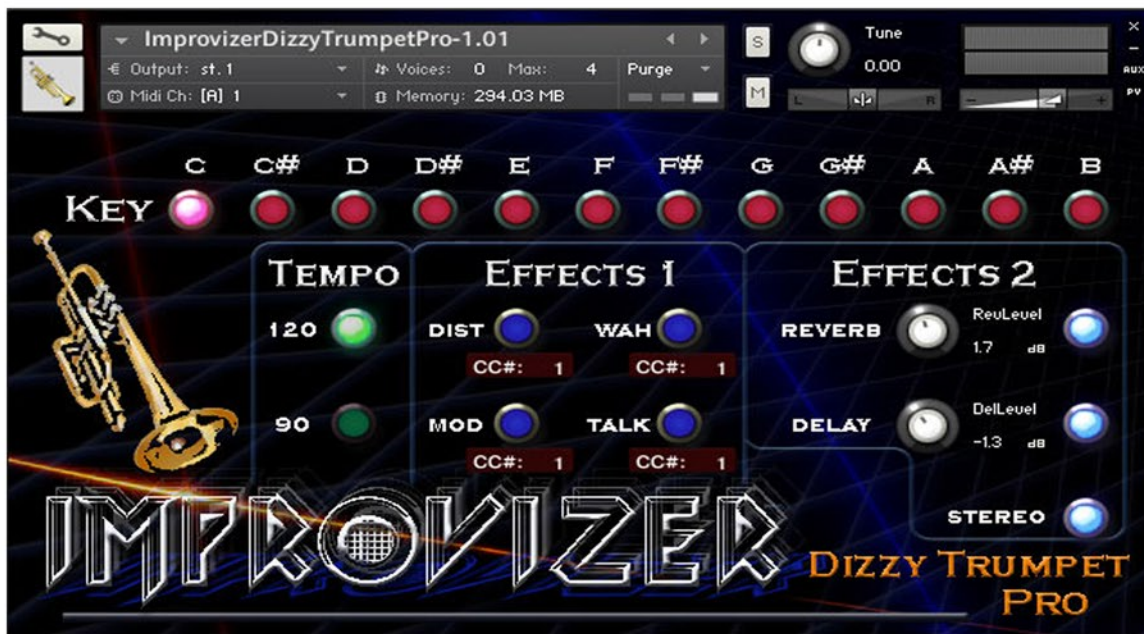 ImprovizerDizzyTrumpetPro-1.01
Output: st.1 Voices: 0 Max: 4 Purge
Midi Ch: [A] 1 Memory: 294.03 MB
S
M
Tune
0.00
L R
- +
×
-
AUX
PV
C C# D D# E F F# G G# A A# B
KEY
TEMPO EFFECTS 1 EFFECTS 2
120 DIST WAH REVERB RevLevel
1.7 dB
CC#: 1 CC#: 1
90 MOD TALK DELAY DelLevel
-1.3 dB
CC#: 1 CC#: 1
STEREO
IMPROVIZER
DIZZY TRUMPET
PRO